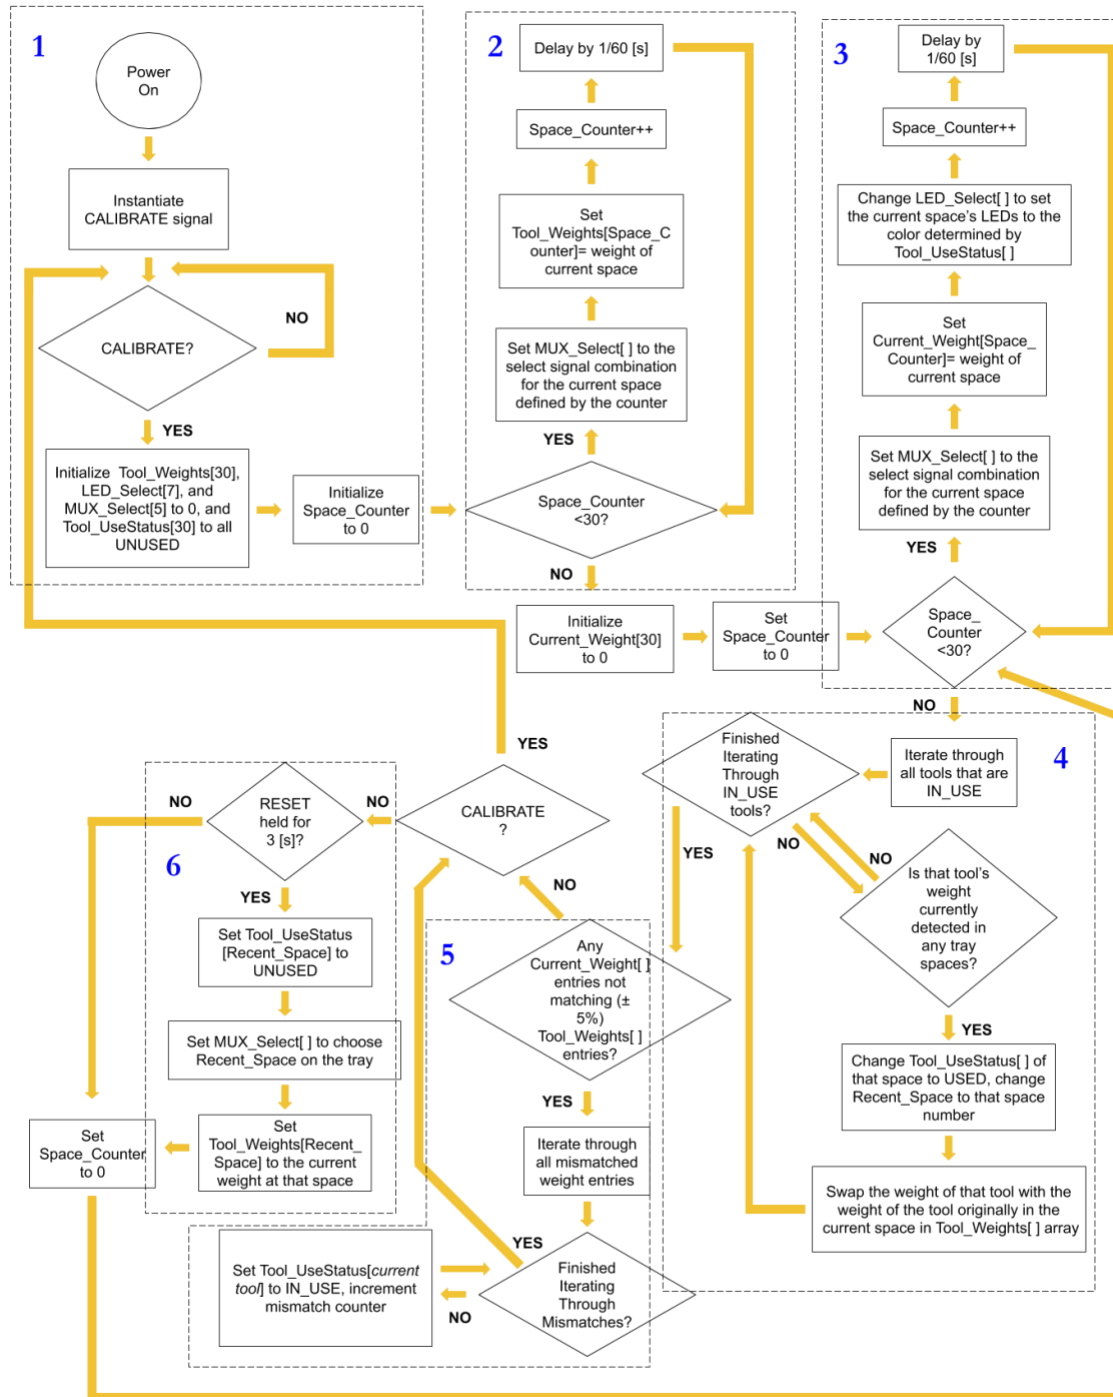 1
Power
On
Instantiate
CALIBRATE signal
CALIBRATE?
NO
YES
Initialize Tool_Weights[30],
LED_Select[7], and
MUX_Select[5] to 0, and
Tool_UseStatus[30] to all
UNUSED
Initialize
Space_Counter
to 0
2
Delay by 1/60 [s]
Space_Counter++
Set
Tool_Weights[Space_C
ounter]= weight of
current space
Set MUX_Select[ ] to the
select signal combination
for the current space
defined by the counter
YES
Space_Counter
<30?
NO
Initialize
Current_Weight[30]
to 0
Set
Space_Counter
to 0
3
Delay by
1/60 [s]
Space_Counter++
Change LED_Select[ ] to set
the current space's LEDs to the
color determined by
Tool_UseStatus[ ]
Set
Current_Weight[Space_
Counter]= weight of
current space
Set MUX_Select[ ] to the
select signal combination
for the current space
defined by the counter
YES
Space_
Counter
<30?
NO
4
Iterate through
all tools that are
IN_USE
Finished
Iterating
Through
IN_USE
tools?
YES
NO
NO
Is that tool's
weight
currently
detected in
any tray
spaces?
YES
Change Tool_UseStatus[ ] of
that space to USED, change
Recent_Space to that space
number
Swap the weight of that tool with the
weight of the tool originally in the
current space in Tool_Weights[ ] array
5
Any
Current_Weight[ ]
entries not
matching (±
5%)
Tool_Weights[ ]
entries?
NO
YES
Iterate through
all mismatched
weight entries
Finished
Iterating
Through
Mismatches?
YES
NO
Set Tool_UseStatus[current
tool] to IN_USE, increment
mismatch counter
CALIBRATE
?
YES
NO
6
RESET
held for
3 [s]?
NO
YES
Set Tool_UseStatus
[Recent_Space] to
UNUSED
Set MUX_Select[ ] to choose
Recent_Space on the tray
Set
Tool_Weights[Recent_
Space] to the current
weight at that space
Set
Space_Counter
to 0